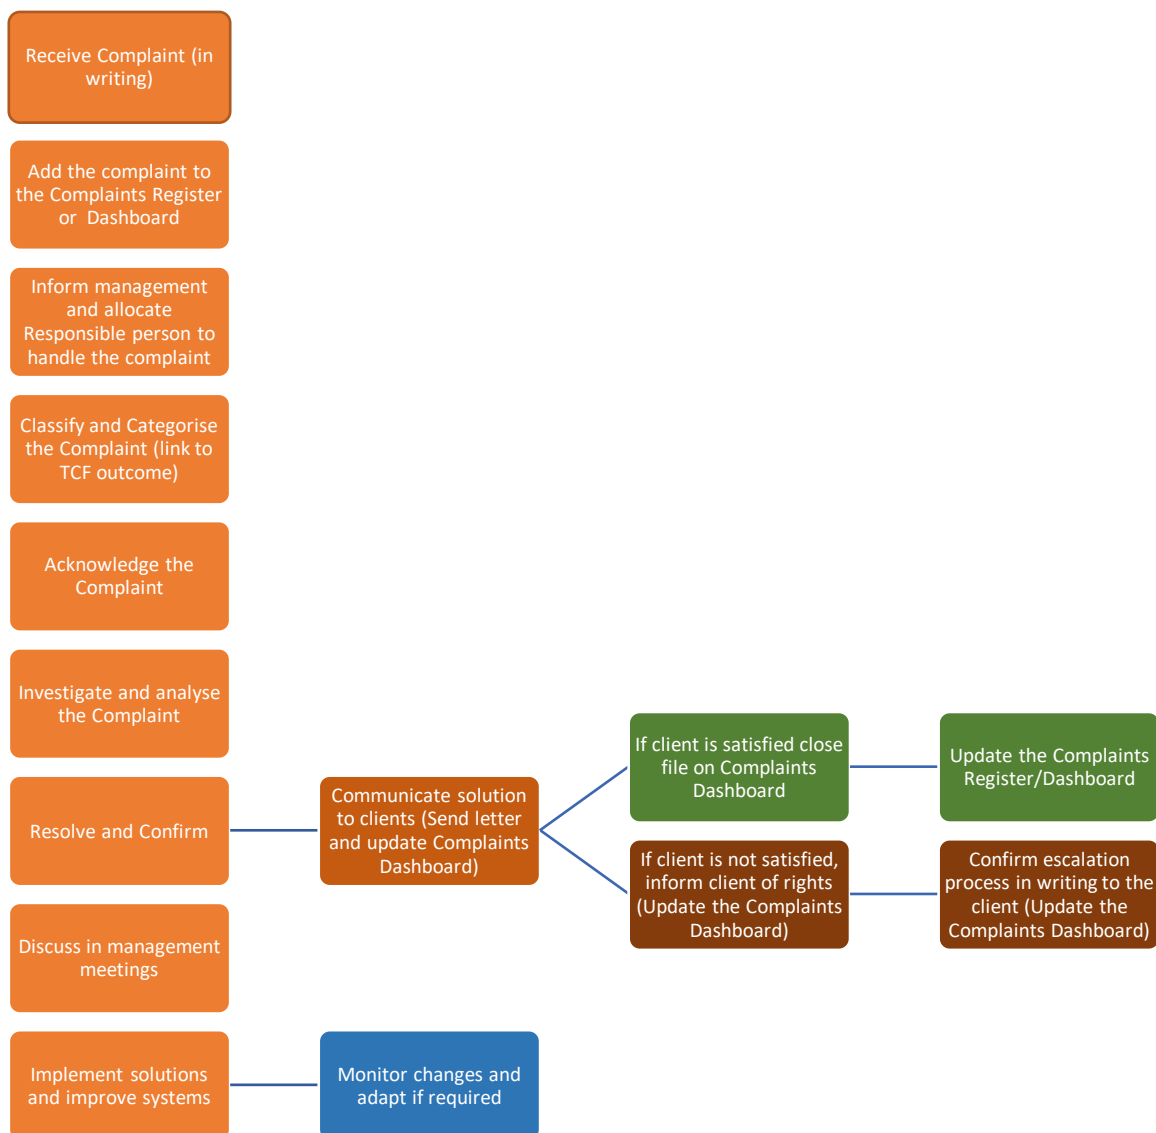 Receive Complaint (in
writing)
Add the complaint to
the Complaints Register
or  Dashboard
Inform management
and allocate
Responsible person to
handle the complaint
Classify and Categorise
the Complaint (link to
TCF outcome)
Acknowledge the
Complaint
Investigate and analyse
the Complaint
Resolve and Confirm
Communicate solution
to clients (Send letter
and update Complaints
Dashboard)
If client is satisfied close
file on Complaints
Dashboard
Update the Complaints
Register/Dashboard
If client is not satisfied,
inform client of rights
(Update the Complaints
Dashboard)
Confirm escalation
process in writing to the
client (Update the
Complaints Dashboard)
Discuss in management
meetings
Implement solutions
and improve systems
Monitor changes and
adapt if required